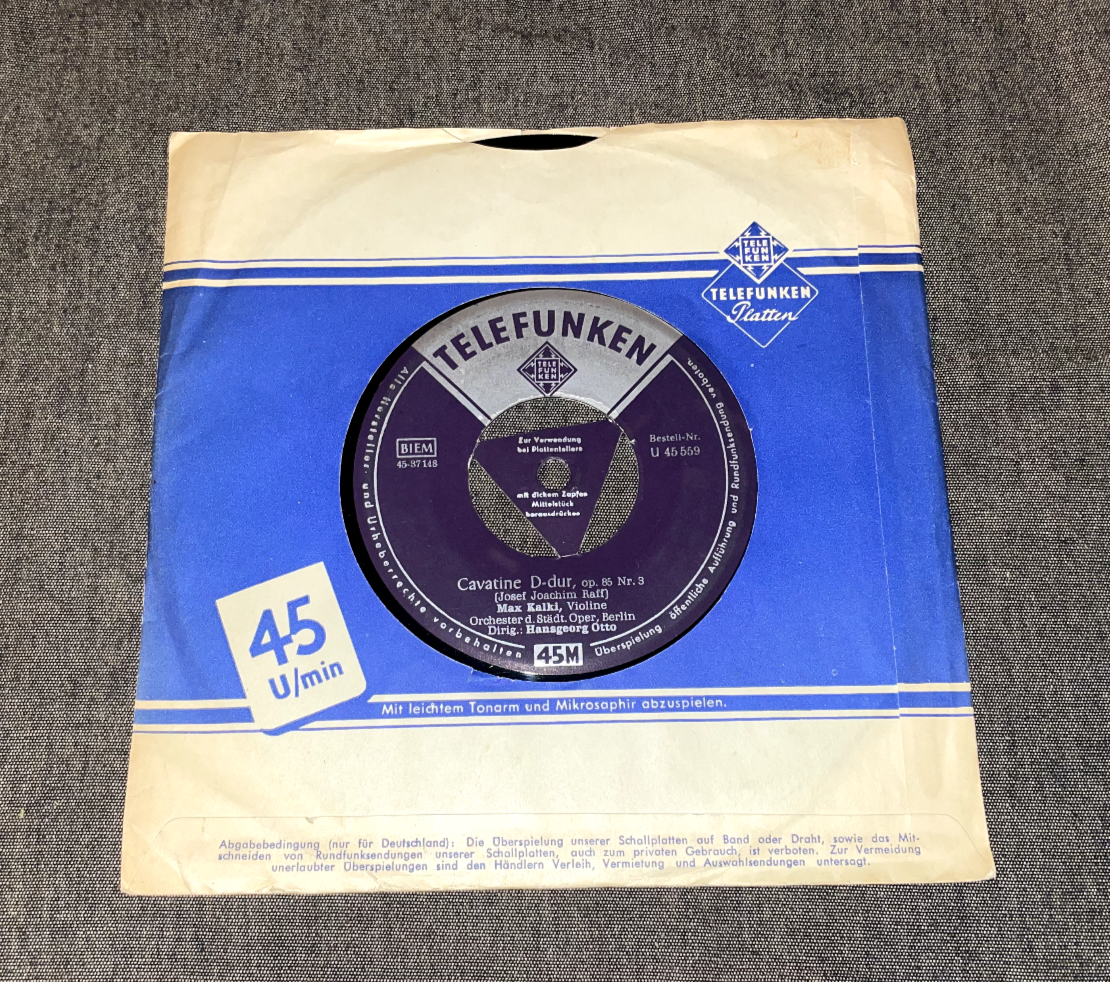 TELE
FUN
KEN
TELEFUNKEN
Platten
TELEFUNKEN
TELE
FUN
KEN
Alle Hersteller- und Urheberrechte vorbehalten
Überspielung öffentliche Aufführung und Rundfunksendung verboten.
BIEM
45-37148
Zur Verwendung
bei Plattentellern
mit dickem Zapfen
Mittelstück
herausdrücken
Bestell-Nr.
U 45 559
Cavatine D-dur, op. 85 Nr. 3
(Josef Joachim Raff)
Max Kalki, Violine
Orchester d. Städt. Oper, Berlin
Dirig.: Hansgeorg Otto
45M
45
U/min
Mit leichtem Tonarm und Mikrosaphir abzuspielen.
Abgabebedingung (nur für Deutschland): Die Überspielung unserer Schallplatten auf Band oder Draht, sowie das Mit-
schneiden von Rundfunksendungen unserer Schallplatten, auch zum privaten Gebrauch, ist verboten. Zur Vermeidung
unerlaubter Überspielungen sind den Händlern Verleih, Vermietung und Auswahlsendungen untersagt.